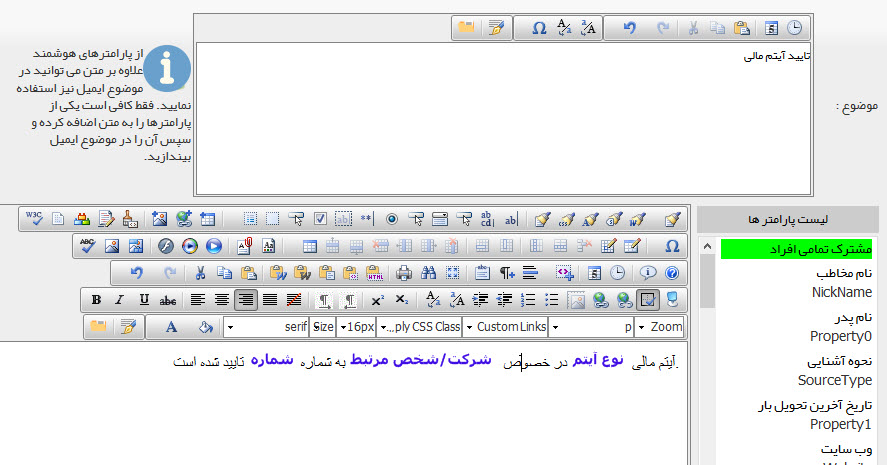 تایید آیتم مالی
موضوع :
از پارامترهای هوشمند
علاوه بر متن می توانید در
موضوع ایمیل نیز استفاده
نمایید. فقط کافی است یکی از
پارامترها را به متن اضافه کرده و
سپس آن را در موضوع ایمیل
بیندازید.
لیست پارامتر ها
مشترک تمامی افراد
نام مخاطب
NickName
نام پدر
Property0
نحوه آشنایی
SourceType
تاریخ آخرین تحویل بار
Property1
وب سایت
B I U abc
serif Size 16px ...ply CSS Class Custom Links p Zoom
آیتم مالی نوع آیتم در خصوص شرکت/شخص مرتبط به شماره شماره تایید شده است.